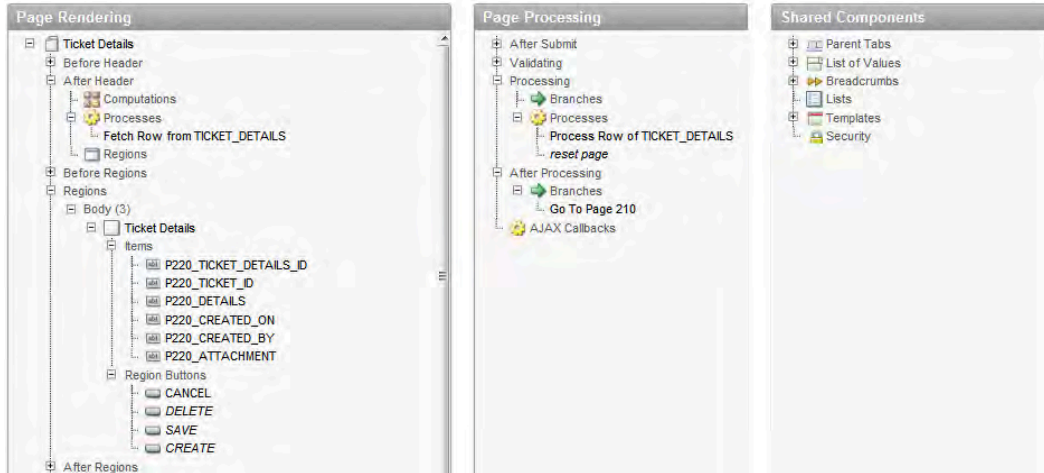 Page Rendering
Ticket Details
Before Header
After Header
Computations
Processes
Fetch Row from TICKET_DETAILS
Regions
Before Regions
Regions
Body (3)
Ticket Details
Items
P220_TICKET_DETAILS_ID
P220_TICKET_ID
P220_DETAILS
P220_CREATED_ON
P220_CREATED_BY
P220_ATTACHMENT
Region Buttons
CANCEL
DELETE
SAVE
CREATE
After Regions
Page Processing
After Submit
Validating
Processing
Branches
Processes
Process Row of TICKET_DETAILS
reset page
After Processing
Branches
Go To Page 210
AJAX Callbacks
Shared Components
Parent Tabs
List of Values
Breadcrumbs
Lists
Templates
Security